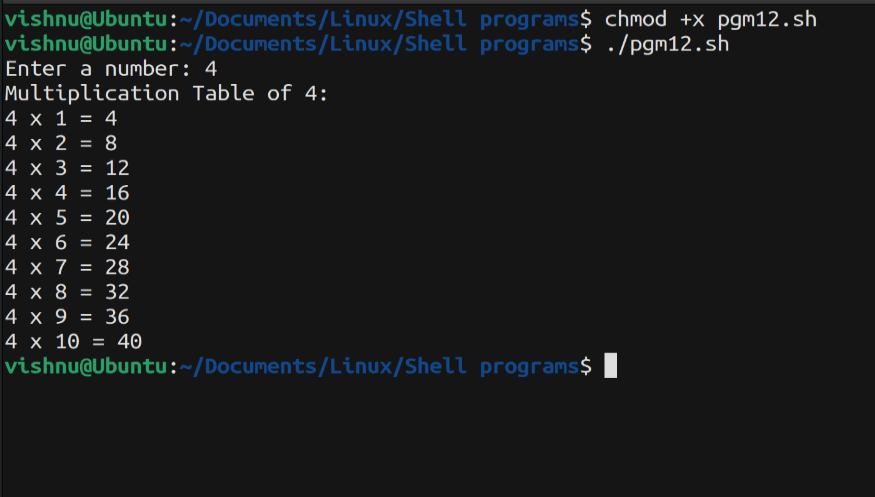 vishnu@Ubuntu:~/Documents/Linux/Shell programs$ chmod +x pgm12.sh
vishnu@Ubuntu:~/Documents/Linux/Shell programs$ ./pgm12.sh
Enter a number: 4
Multiplication Table of 4:
4 x 1 = 4
4 x 2 = 8
4 x 3 = 12
4 x 4 = 16
4 x 5 = 20
4 x 6 = 24
4 x 7 = 28
4 x 8 = 32
4 x 9 = 36
4 x 10 = 40
vishnu@Ubuntu:~/Documents/Linux/Shell programs$